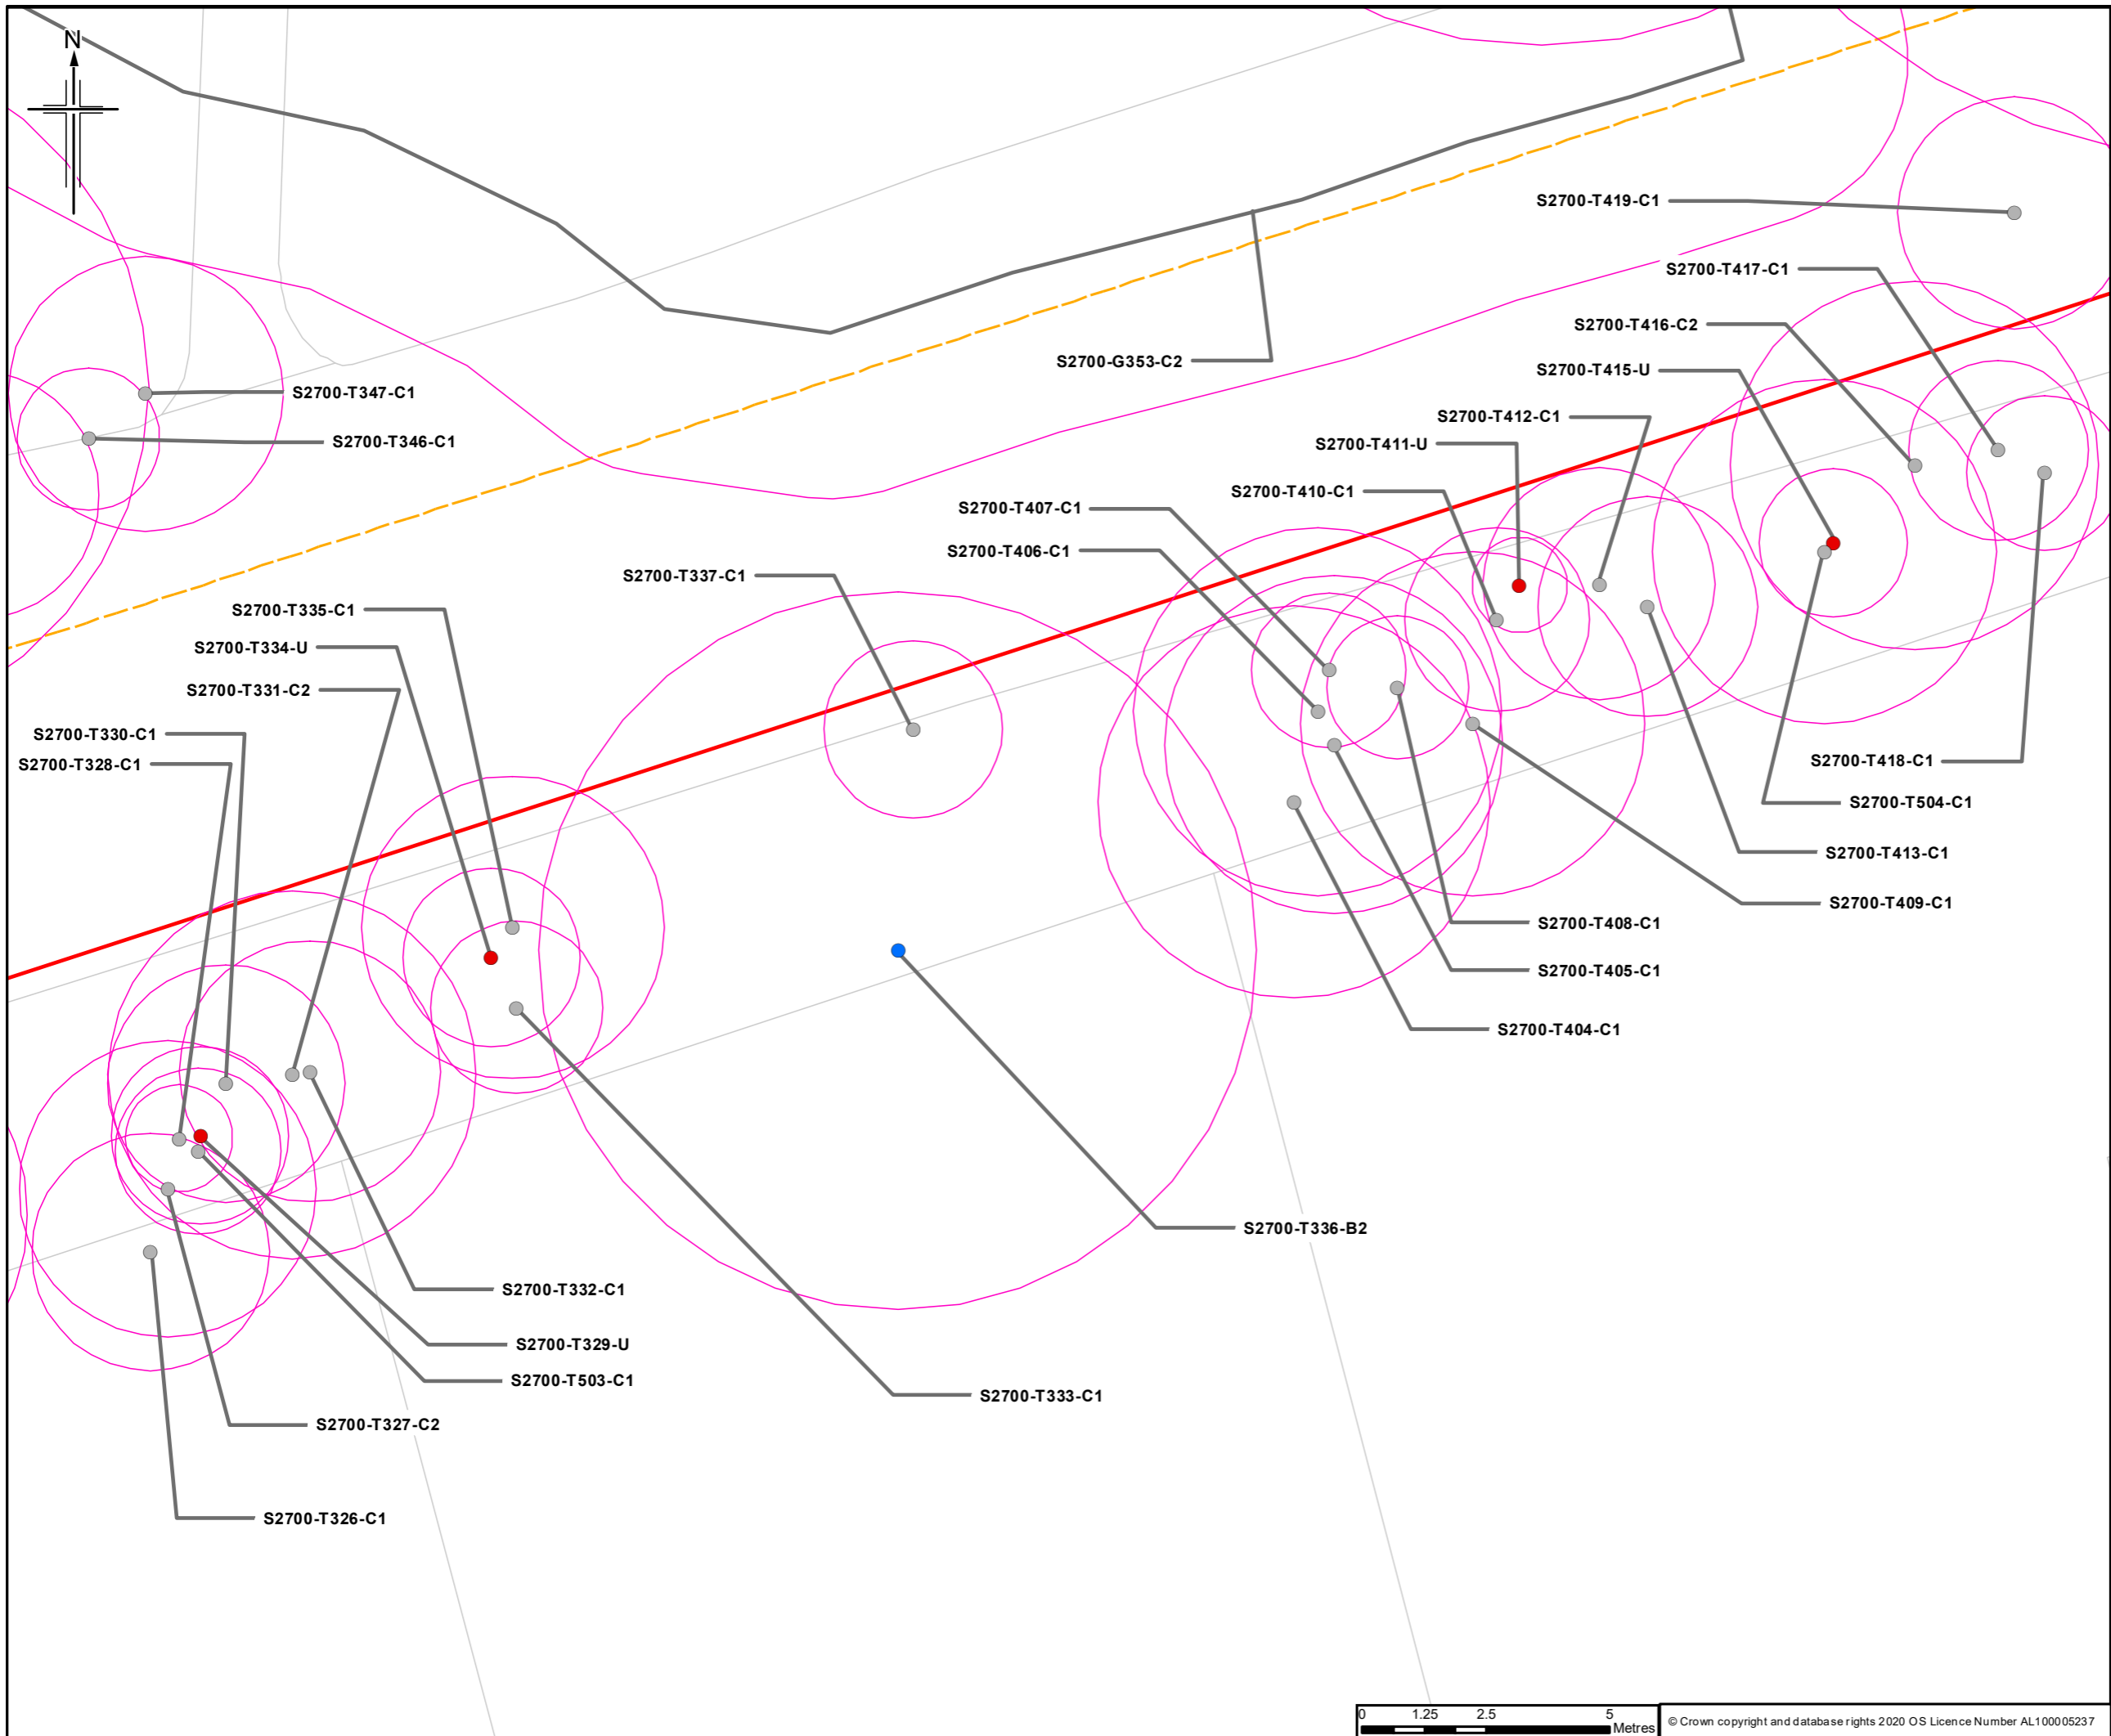 N
S2700-T419-C1
S2700-T417-C1
S2700-T416-C2
S2700-G353-C2
S2700-T415-U
S2700-T347-C1
S2700-T412-C1
S2700-T346-C1
S2700-T411-U
S2700-T410-C1
S2700-T407-C1
S2700-T406-C1
S2700-T337-C1
S2700-T335-C1
S2700-T334-U
S2700-T331-C2
S2700-T330-C1
S2700-T328-C1
S2700-T418-C1
S2700-T504-C1
S2700-T413-C1
S2700-T409-C1
S2700-T408-C1
S2700-T405-C1
S2700-T404-C1
S2700-T336-B2
S2700-T332-C1
S2700-T329-U
S2700-T503-C1
S2700-T333-C1
S2700-T327-C2
S2700-T326-C1
0 1.25 2.5 5
Metres
© Crown copyright and database rights 2020 OS Licence Number AL100005237